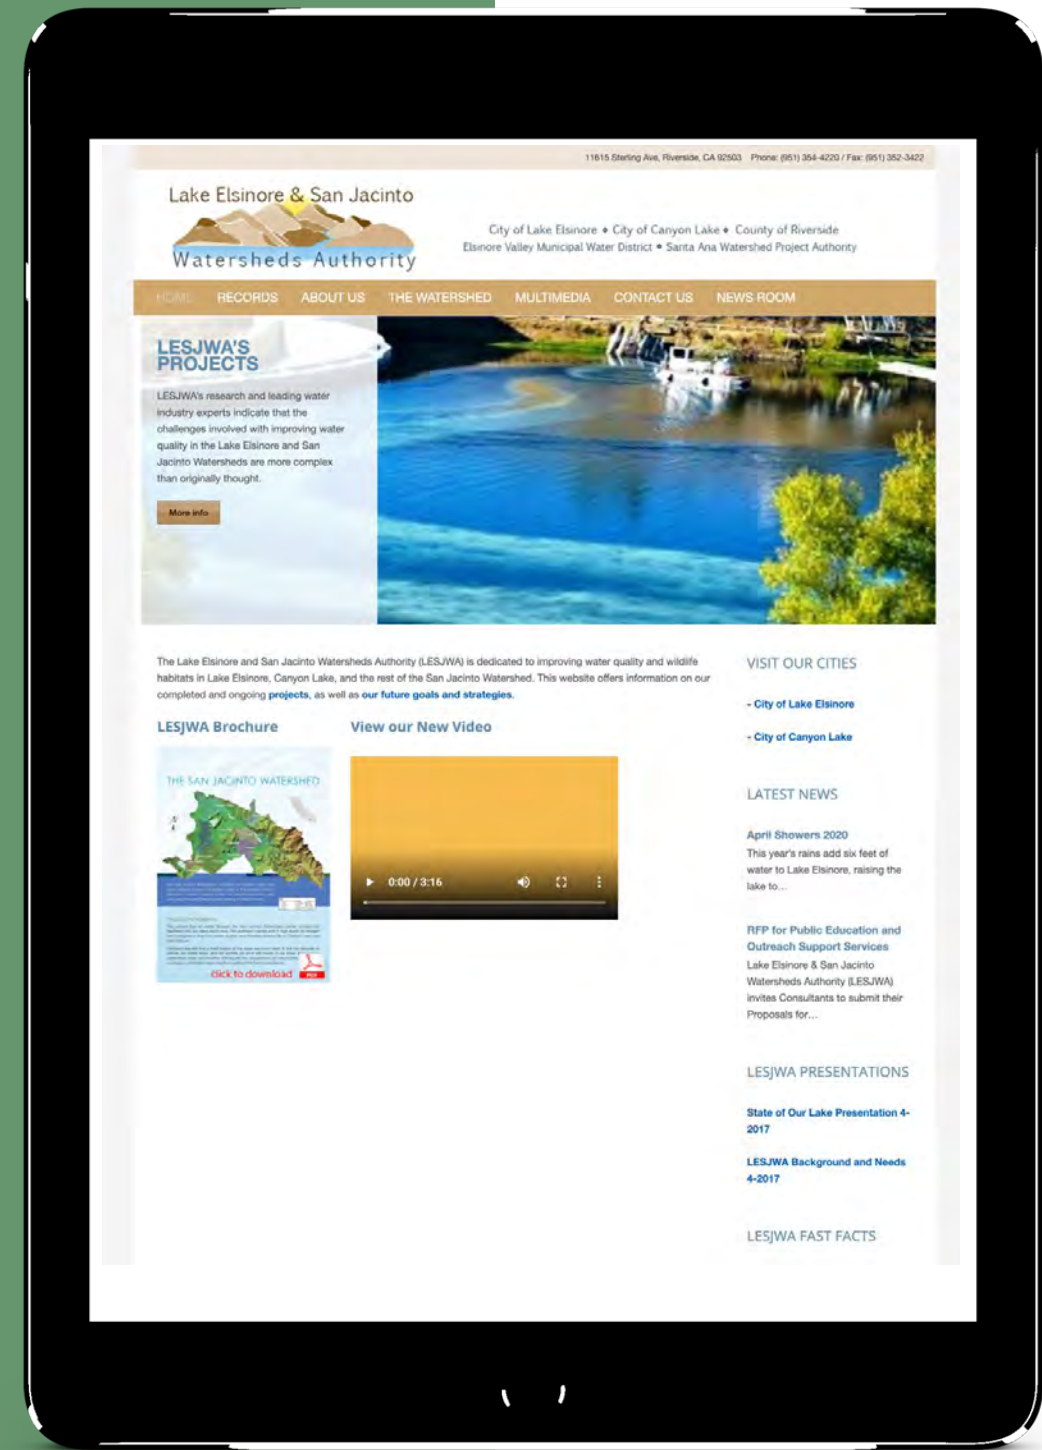 11615 Sterling Ave, Riverside, CA 92503 Phone: (951) 354-4220 / Fax: (951) 352-3422
Lake Elsinore & San Jacinto
Watersheds Authority
City of Lake Elsinore ♦ City of Canyon Lake ♦ County of Riverside
Elsinore Valley Municipal Water District ♦ Santa Ana Watershed Project Authority
HOME RECORDS ABOUT US THE WATERSHED MULTIMEDIA CONTACT US NEWS ROOM
LESJWA'S
PROJECTS
LESJWA's research and leading water
industry experts indicate that the
challenges involved with improving water
quality in the Lake Elsinore and San
Jacinto Watersheds are more complex
than originally thought.
More info
The Lake Elsinore and San Jacinto Watersheds Authority (LESJWA) is dedicated to improving water quality and wildlife
habitats in Lake Elsinore, Canyon Lake, and the rest of the San Jacinto Watershed. This website offers information on our
completed and ongoing projects, as well as our future goals and strategies.
LESJWA Brochure
THE SAN JACINTO WATERSHED
N
click to download
PDF
View our New Video
0:00 / 3:16
VISIT OUR CITIES
- City of Lake Elsinore
- City of Canyon Lake
LATEST NEWS
April Showers 2020
This year's rains add six feet of
water to Lake Elsinore, raising the
lake to...
RFP for Public Education and
Outreach Support Services
Lake Elsinore & San Jacinto
Watersheds Authority (LESJWA)
invites Consultants to submit their
Proposals for...
LESJWA PRESENTATIONS
State of Our Lake Presentation 4-
2017
LESJWA Background and Needs
4-2017
LESJWA FAST FACTS